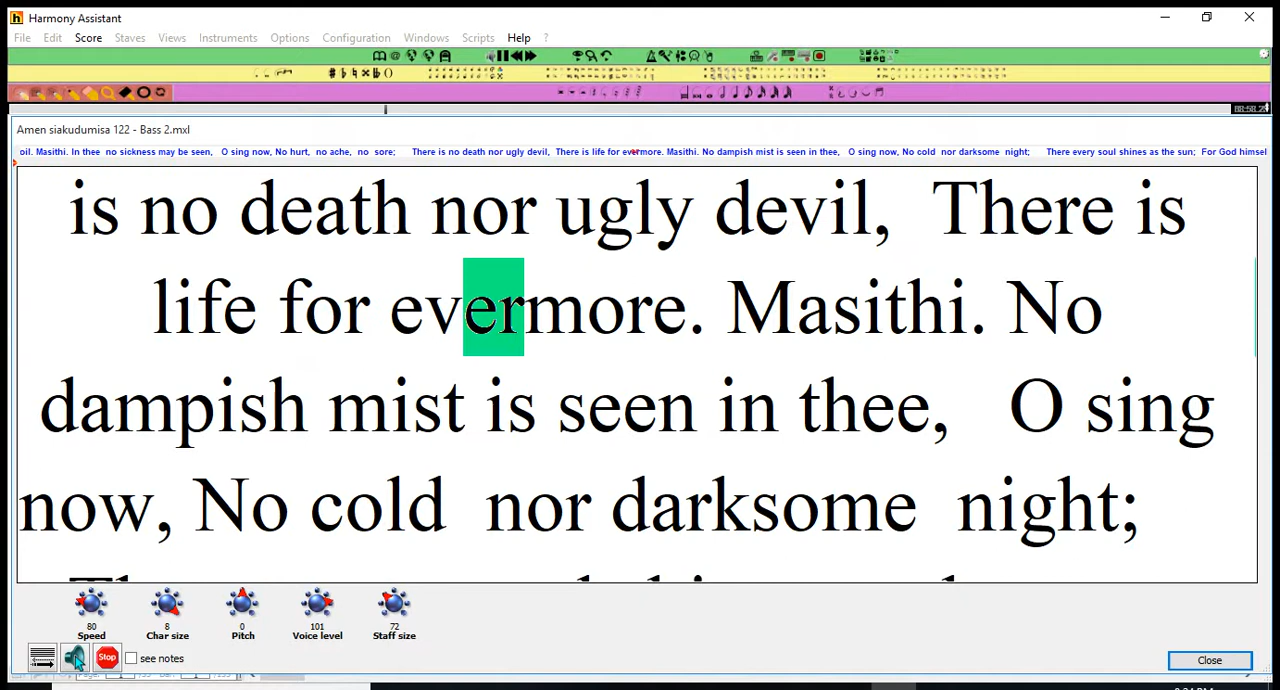 Harmony Assistant
File Edit Score Staves Views Instruments Options Configuration Windows Scripts Help ?
Amen siakudumisa 122 - Bass 2.mxl
oil. Masithi. In thee no sickness may be seen, O sing now, No hurt, no ache, no sore; There is no death nor ugly devil, There is life for evermore. Masithi. No dampish mist is seen in thee, O sing now, No cold nor darksome night; There every soul shines as the sun; For God himsel
is no death nor ugly devil, There is
life for evermore. Masithi. No
dampish mist is seen in thee, O sing
now, No cold nor darksome night;
80 8 0 101 72
Speed Char size Pitch Voice level Staff size
Stop see notes Close